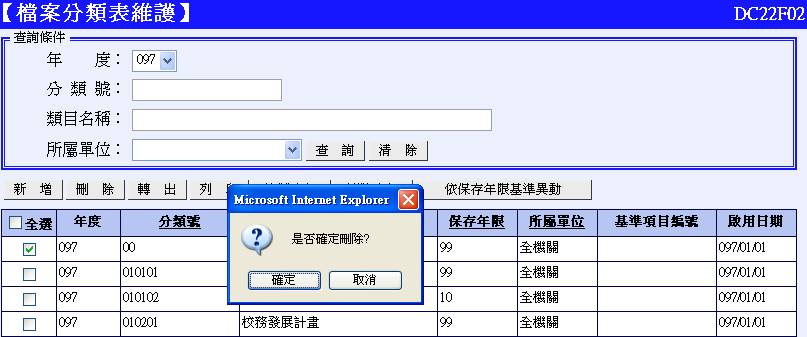 【檔案分類表維護】 DC22F02
查詢條件
年 度： 097
分 類 號：
類目名稱：
所屬單位： 查 詢 清 除
新 增 刪 除 轉 出 列 依保存年限基準異動
Microsoft Internet Explorer
是否確定刪除?
確定 取消
全選 年度 分類號 保存年限 所屬單位 基準項目編號 啟用日期
097 00 99 全機關 097/01/01
097 010101 99 全機關 097/01/01
097 010102 10 全機關 097/01/01
097 010201 校務發展計畫 99 全機關 097/01/01